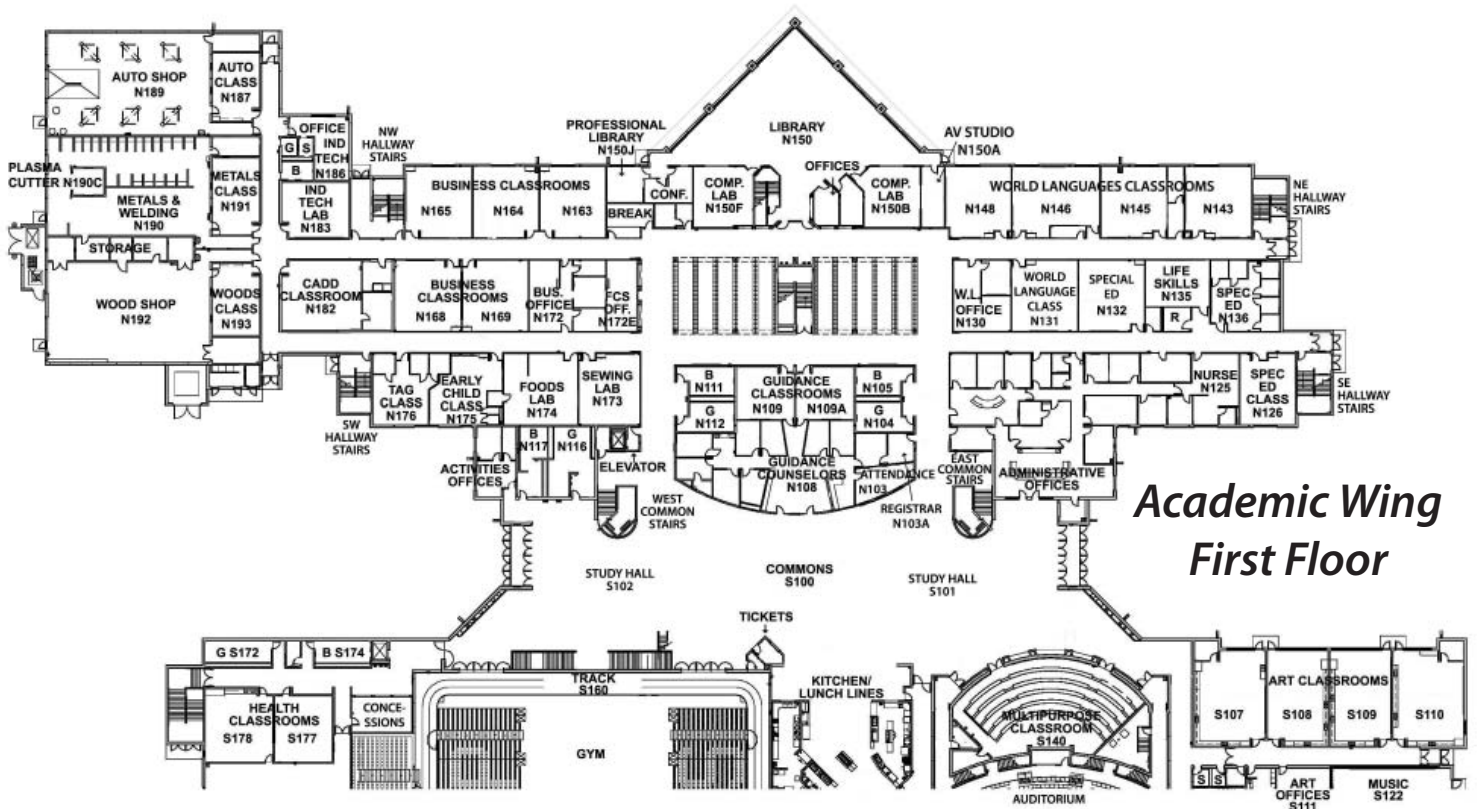 AUTO SHOP
N189
AUTO
CLASS
N187
OFFICE
IND
TECH
N186
G S
B
NW
HALLWAY
STAIRS
PROFESSIONAL
LIBRARY
N150J
LIBRARY
N150
OFFICES
AV STUDIO
N150A
PLASMA
CUTTER N190C
METALS &
WELDING
N190
METALS
CLASS
N191
IND
TECH
LAB
N183
BUSINESS CLASSROOMS
N165 N164 N163
CONF.
BREAK
COMP.
LAB
N150F
COMP.
LAB
N150B
WORLD LANGUAGES CLASSROOMS
N148 N146 N145 N143
NE
HALLWAY
STAIRS
STORAGE
WOOD SHOP
N192
WOODS
CLASS
N193
CADD
CLASSROOM
N182
BUSINESS
CLASSROOMS
N168 N169
BUS.
OFFICE
N172
FCS
OFF.
N172E
W.L.
OFFICE
N130
WORLD
LANGUAGE
CLASS
N131
SPECIAL
ED
N132
LIFE
SKILLS
N135
R
SPEC
ED
N136
TAG
CLASS
N176
EARLY
CHILD
CLASS
N175
FOODS
LAB
N174
SEWING
LAB
N173
B
N111
G
N112
GUIDANCE
CLASSROOMS
N109 N109A
B
N105
G
N104
NURSE
N125
SPEC
ED
CLASS
N126
SE
HALLWAY
STAIRS
SW
HALLWAY
STAIRS
ACTIVITIES
OFFICES
B
N117
G
N116
ELEVATOR
WEST
COMMON
STAIRS
GUIDANCE
COUNSELORS
N108
ATTENDANCE
N103
REGISTRAR
N103A
EAST
COMMON
STAIRS
ADMINISTRATIVE
OFFICES
Academic Wing
First Floor
STUDY HALL
S102
COMMONS
S100
STUDY HALL
S101
TICKETS
G S172
B S174
TRACK
S160
HEALTH
CLASSROOMS
S178 S177
CONCE-
SSIONS
GYM
KITCHEN/
LUNCH LINES
MULTIPURPOSE
CLASSROOM
S140
AUDITORIUM
ART CLASSROOMS
S107 S108 S109 S110
S S
ART
OFFICES
S111
MUSIC
S122